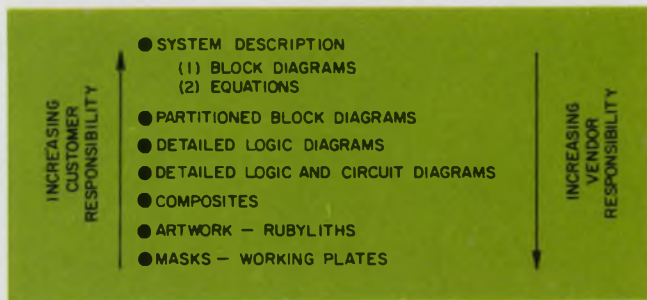 INCREASING
CUSTOMER
RESPONSIBILITY
● SYSTEM DESCRIPTION
(1) BLOCK DIAGRAMS
(2) EQUATIONS
● PARTITIONED BLOCK DIAGRAMS
● DETAILED LOGIC DIAGRAMS
● DETAILED LOGIC AND CIRCUIT DIAGRAMS
● COMPOSITES
● ARTWORK — RUBYLITHS
● MASKS — WORKING PLATES
INCREASING
VENDOR
RESPONSIBILITY